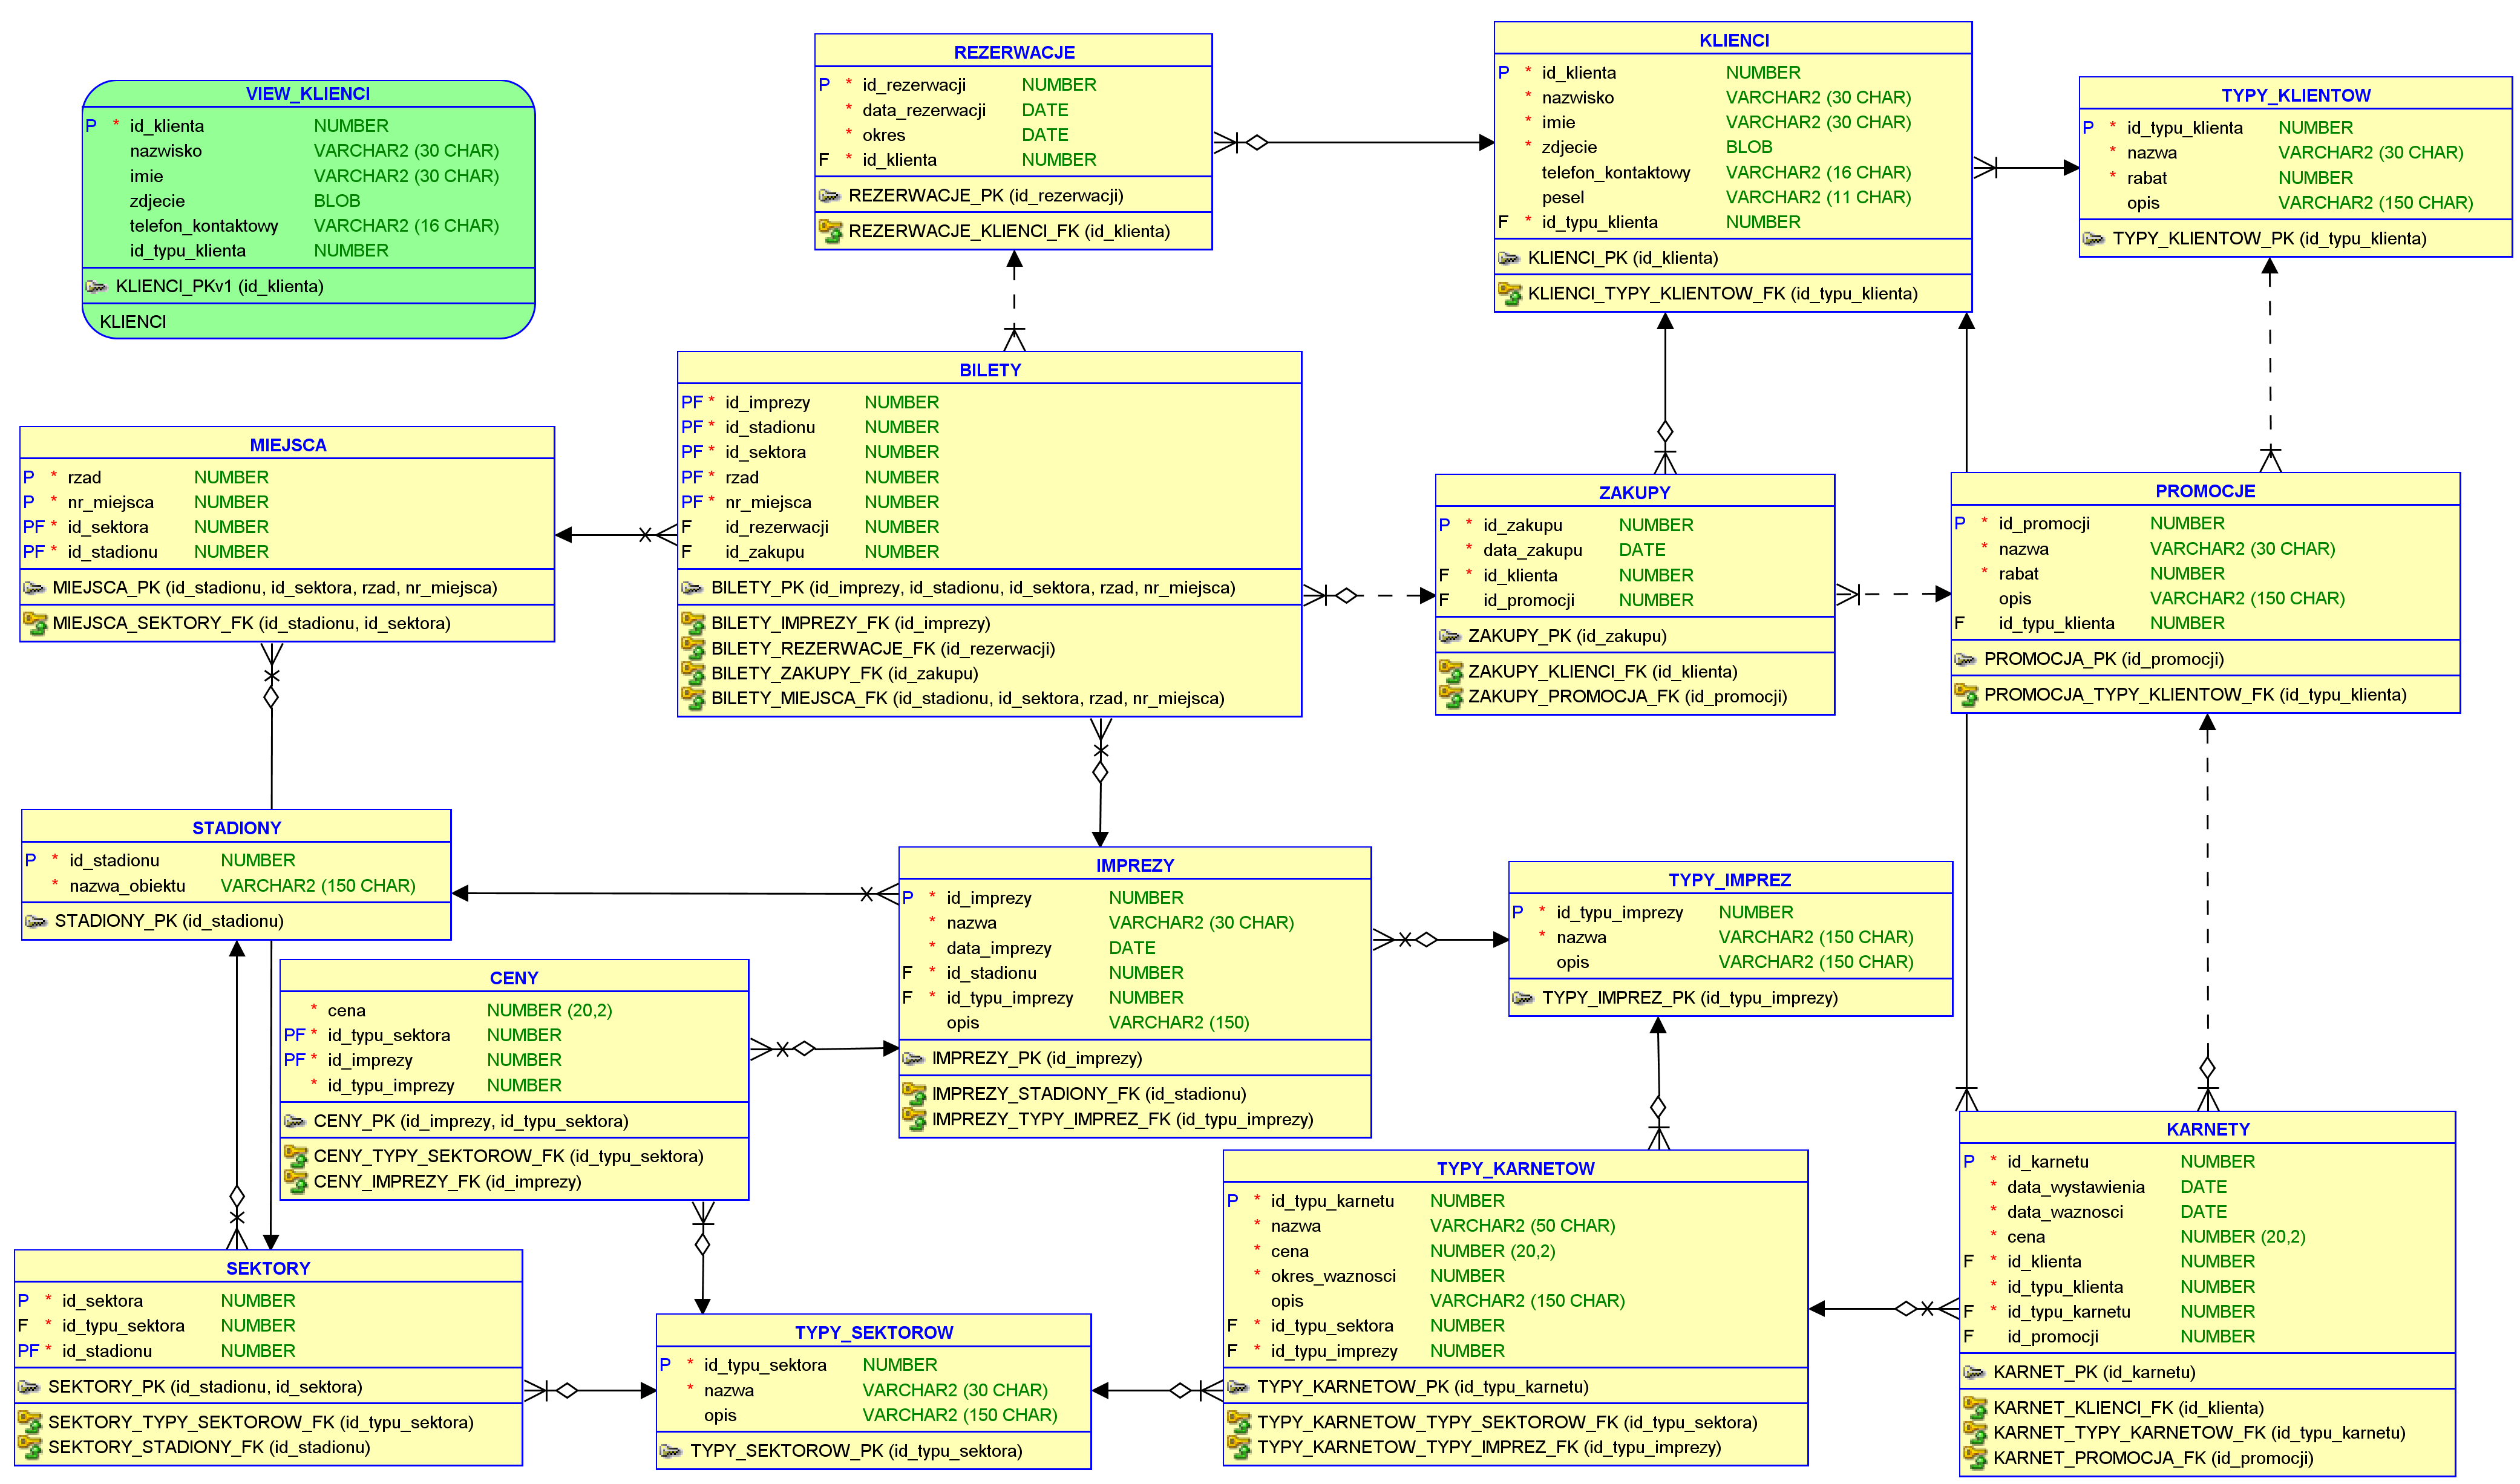 VIEW_KLIENCI
P * id_klienta NUMBER
nazwisko VARCHAR2 (30 CHAR)
imie VARCHAR2 (30 CHAR)
zdjecie BLOB
telefon_kontaktowy VARCHAR2 (16 CHAR)
id_typu_klienta NUMBER
KLIENCI_PKv1 (id_klienta)
KLIENCI
REZERWACJE
P * id_rezerwacji NUMBER
* data_rezerwacji DATE
* okres DATE
F * id_klienta NUMBER
REZERWACJE_PK (id_rezerwacji)
REZERWACJE_KLIENCI_FK (id_klienta)
KLIENCI
P * id_klienta NUMBER
* nazwisko VARCHAR2 (30 CHAR)
* imie VARCHAR2 (30 CHAR)
* zdjecie BLOB
telefon_kontaktowy VARCHAR2 (16 CHAR)
pesel VARCHAR2 (11 CHAR)
F * id_typu_klienta NUMBER
KLIENCI_PK (id_klienta)
KLIENCI_TYPY_KLIENTOW_FK (id_typu_klienta)
TYPY_KLIENTOW
P * id_typu_klienta NUMBER
* nazwa VARCHAR2 (30 CHAR)
* rabat NUMBER
opis VARCHAR2 (150 CHAR)
TYPY_KLIENTOW_PK (id_typu_klienta)
MIEJSCA
P * rzad NUMBER
P * nr_miejsca NUMBER
PF * id_sektora NUMBER
PF * id_stadionu NUMBER
MIEJSCA_PK (id_stadionu, id_sektora, rzad, nr_miejsca)
MIEJSCA_SEKTORY_FK (id_stadionu, id_sektora)
BILETY
PF * id_imprezy NUMBER
PF * id_stadionu NUMBER
PF * id_sektora NUMBER
PF * rzad NUMBER
PF * nr_miejsca NUMBER
F id_rezerwacji NUMBER
F id_zakupu NUMBER
BILETY_PK (id_imprezy, id_stadionu, id_sektora, rzad, nr_miejsca)
BILETY_IMPREZY_FK (id_imprezy)
BILETY_REZERWACJE_FK (id_rezerwacji)
BILETY_ZAKUPY_FK (id_zakupu)
BILETY_MIEJSCA_FK (id_stadionu, id_sektora, rzad, nr_miejsca)
ZAKUPY
P * id_zakupu NUMBER
* data_zakupu DATE
F * id_klienta NUMBER
F id_promocji NUMBER
ZAKUPY_PK (id_zakupu)
ZAKUPY_KLIENCI_FK (id_klienta)
ZAKUPY_PROMOCJA_FK (id_promocji)
PROMOCJE
P * id_promocji NUMBER
* nazwa VARCHAR2 (30 CHAR)
* rabat NUMBER
opis VARCHAR2 (150 CHAR)
F id_typu_klienta NUMBER
PROMOCJA_PK (id_promocji)
PROMOCJA_TYPY_KLIENTOW_FK (id_typu_klienta)
STADIONY
P * id_stadionu NUMBER
* nazwa_obiektu VARCHAR2 (150 CHAR)
STADIONY_PK (id_stadionu)
CENY
* cena NUMBER (20,2)
PF * id_typu_sektora NUMBER
PF * id_imprezy NUMBER
* id_typu_imprezy NUMBER
CENY_PK (id_imprezy, id_typu_sektora)
CENY_TYPY_SEKTOROW_FK (id_typu_sektora)
CENY_IMPREZY_FK (id_imprezy)
IMPREZY
P * id_imprezy NUMBER
* nazwa VARCHAR2 (30 CHAR)
* data_imprezy DATE
F * id_stadionu NUMBER
F * id_typu_imprezy NUMBER
opis VARCHAR2 (150)
IMPREZY_PK (id_imprezy)
IMPREZY_STADIONY_FK (id_stadionu)
IMPREZY_TYPY_IMPREZ_FK (id_typu_imprezy)
TYPY_IMPREZ
P * id_typu_imprezy NUMBER
* nazwa VARCHAR2 (150 CHAR)
opis VARCHAR2 (150 CHAR)
TYPY_IMPREZ_PK (id_typu_imprezy)
SEKTORY
P * id_sektora NUMBER
F * id_typu_sektora NUMBER
PF * id_stadionu NUMBER
SEKTORY_PK (id_stadionu, id_sektora)
SEKTORY_TYPY_SEKTOROW_FK (id_typu_sektora)
SEKTORY_STADIONY_FK (id_stadionu)
TYPY_SEKTOROW
P * id_typu_sektora NUMBER
* nazwa VARCHAR2 (30 CHAR)
opis VARCHAR2 (150 CHAR)
TYPY_SEKTOROW_PK (id_typu_sektora)
TYPY_KARNETOW
P * id_typu_karnetu NUMBER
* nazwa VARCHAR2 (50 CHAR)
* cena NUMBER (20,2)
* okres_waznosci NUMBER
opis VARCHAR2 (150 CHAR)
F * id_typu_sektora NUMBER
F * id_typu_imprezy NUMBER
TYPY_KARNETOW_PK (id_typu_karnetu)
TYPY_KARNETOW_TYPY_SEKTOROW_FK (id_typu_sektora)
TYPY_KARNETOW_TYPY_IMPREZ_FK (id_typu_imprezy)
KARNETY
P * id_karnetu NUMBER
* data_wystawienia DATE
* data_waznosci DATE
* cena NUMBER (20,2)
F * id_klienta NUMBER
* id_typu_klienta NUMBER
F * id_typu_karnetu NUMBER
F id_promocji NUMBER
KARNET_PK (id_karnetu)
KARNET_KLIENCI_FK (id_klienta)
KARNET_TYPY_KARNETOW_FK (id_typu_karnetu)
KARNET_PROMOCJA_FK (id_promocji)